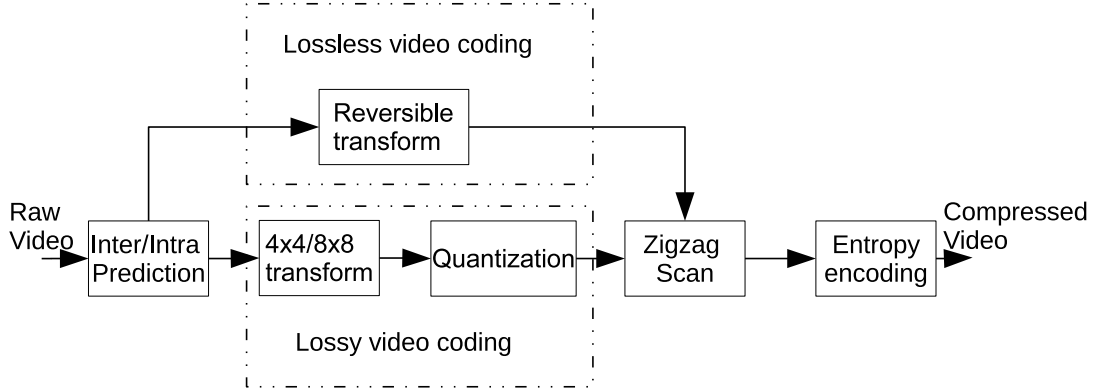 Lossless video coding
Reversible
transform
Raw
Video
Inter/Intra
Prediction
4x4/8x8
transform
Quantization
Zigzag
Scan
Entropy
encoding
Compressed
Video
Lossy video coding